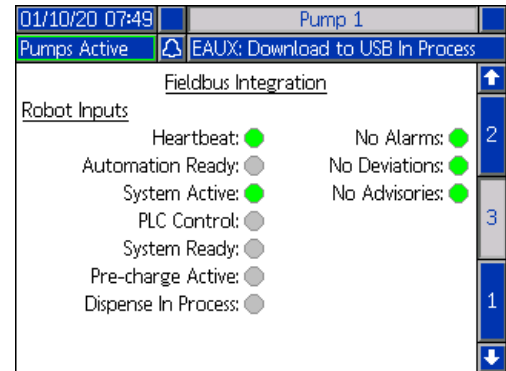 01/10/20 07:49 Pump 1
Pumps Active EAUX: Download to USB In Process
Fieldbus Integration
Robot Inputs
Heartbeat: No Alarms:
Automation Ready: No Deviations:
System Active: No Advisories:
PLC Control:
System Ready:
Pre-charge Active:
Dispense In Process:
2
3
1